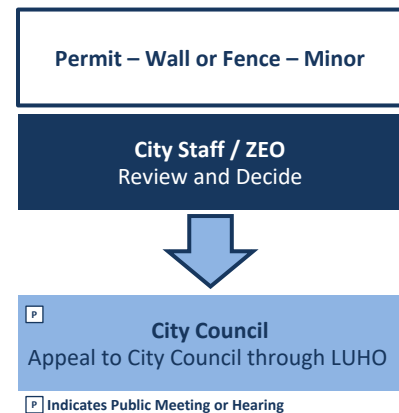 Permit – Wall or Fence – Minor
City Staff / ZEO
Review and Decide
P
City Council
Appeal to City Council through LUHO
P Indicates Public Meeting or Hearing